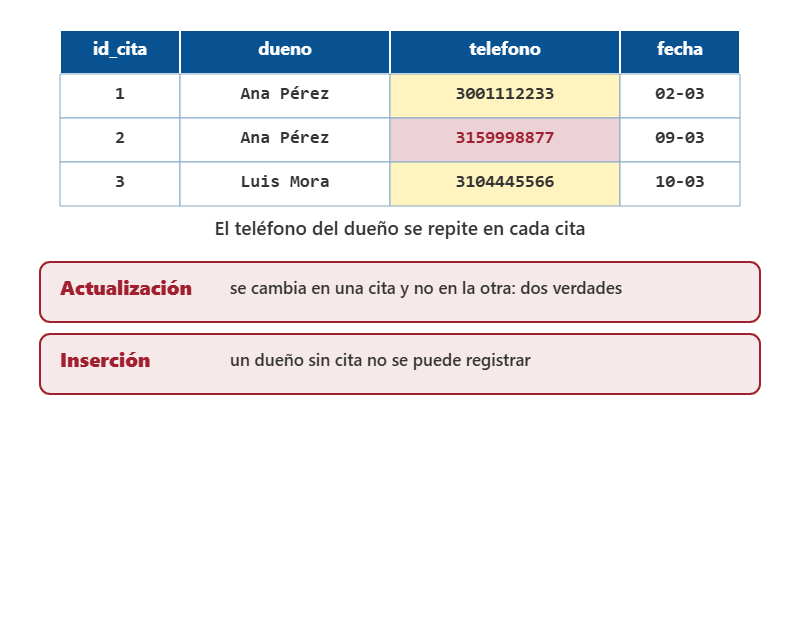 id_cita dueno telefono fecha
1 Ana Pérez 3001112233 02-03
2 Ana Pérez 3159998877 09-03
3 Luis Mora 3104445566 10-03
El teléfono del dueño se repite en cada cita
Actualización se cambia en una cita y no en la otra: dos verdades
Inserción un dueño sin cita no se puede registrar